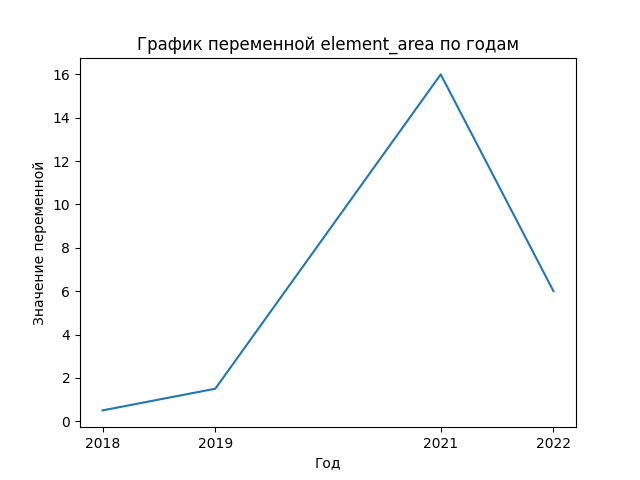 График переменной element_area по годам
16
14
12
10
8
6
4
2
0
Значение переменной
2018 2019 2021 2022
Год